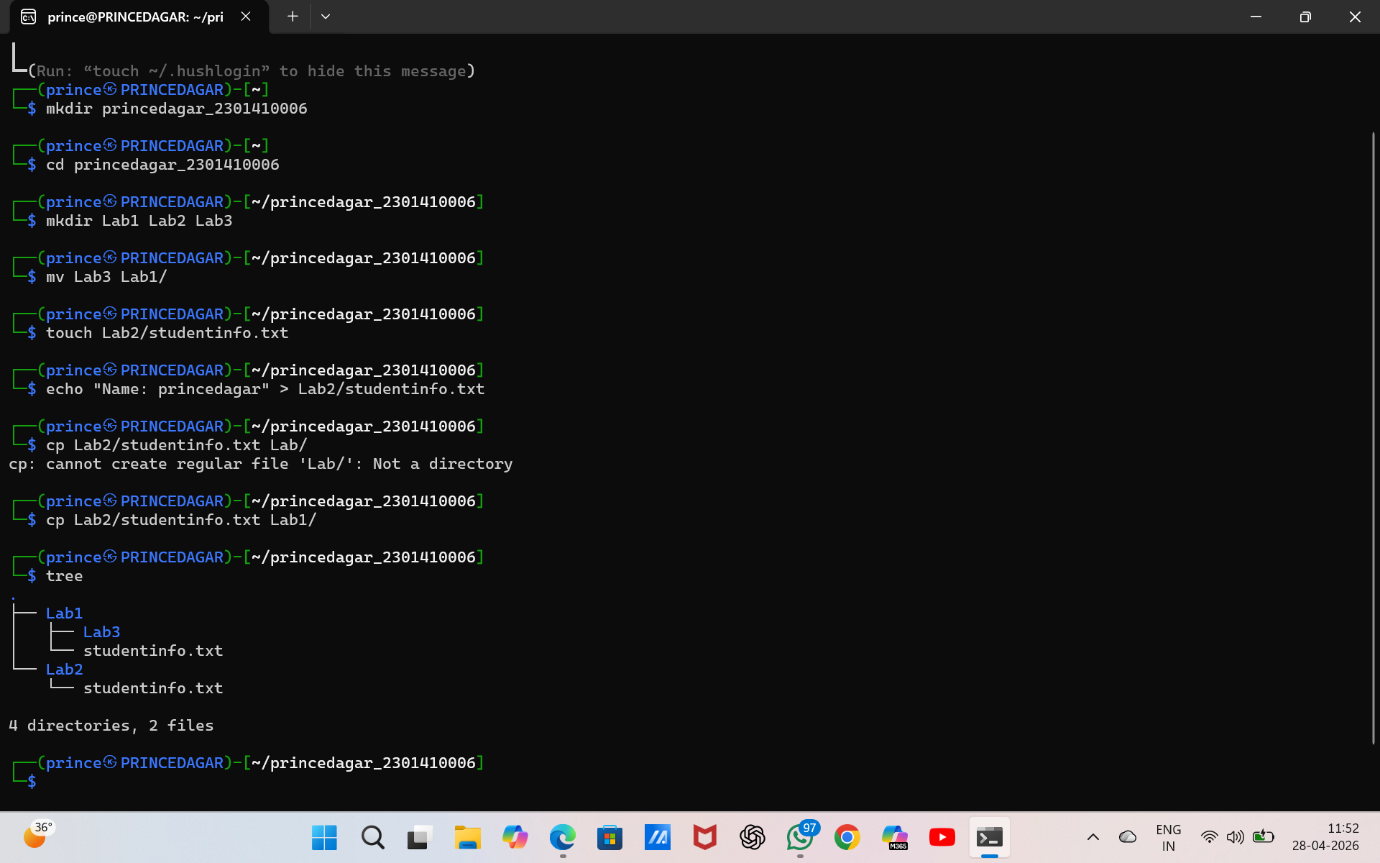 prince@PRINCEDAGAR: ~/pri
(Run: “touch ~/.hushlogin” to hide this message)
┌──(prince㉿PRINCEDAGAR)-[~]
└─$ mkdir princedagar_2301410006
┌──(prince㉿PRINCEDAGAR)-[~]
└─$ cd princedagar_2301410006
┌──(prince㉿PRINCEDAGAR)-[~/princedagar_2301410006]
└─$ mkdir Lab1 Lab2 Lab3
┌──(prince㉿PRINCEDAGAR)-[~/princedagar_2301410006]
└─$ mv Lab3 Lab1/
┌──(prince㉿PRINCEDAGAR)-[~/princedagar_2301410006]
└─$ touch Lab2/studentinfo.txt
┌──(prince㉿PRINCEDAGAR)-[~/princedagar_2301410006]
└─$ echo "Name: princedagar" > Lab2/studentinfo.txt
┌──(prince㉿PRINCEDAGAR)-[~/princedagar_2301410006]
└─$ cp Lab2/studentinfo.txt Lab/
cp: cannot create regular file 'Lab/': Not a directory
┌──(prince㉿PRINCEDAGAR)-[~/princedagar_2301410006]
└─$ cp Lab2/studentinfo.txt Lab1/
┌──(prince㉿PRINCEDAGAR)-[~/princedagar_2301410006]
└─$ tree
.
├── Lab1
│   ├── Lab3
│   └── studentinfo.txt
└── Lab2
    └── studentinfo.txt
4 directories, 2 files
┌──(prince㉿PRINCEDAGAR)-[~/princedagar_2301410006]
└─$
36°
97
M365
ENG
IN
11:52
28-04-2026